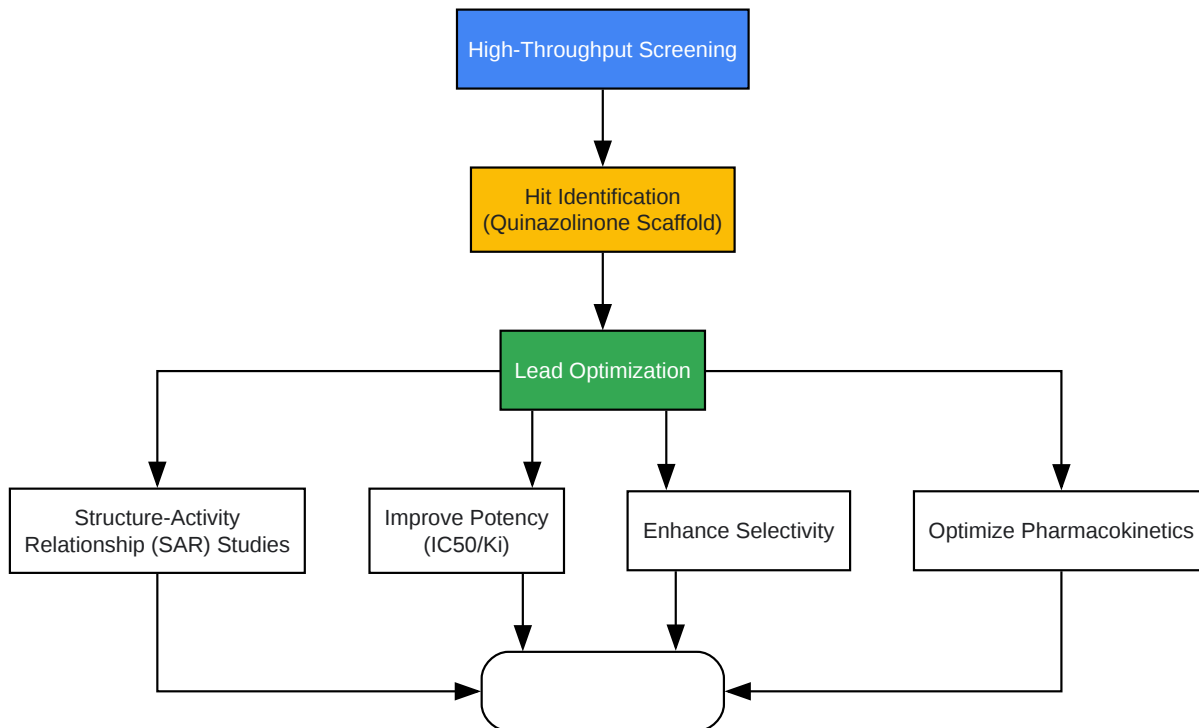 High-Throughput Screening
Hit Identification
(Quinazolinone Scaffold)
Lead Optimization
Structure-Activity
Relationship (SAR) Studies
Improve Potency
(IC50/Ki)
Enhance Selectivity
Optimize Pharmacokinetics